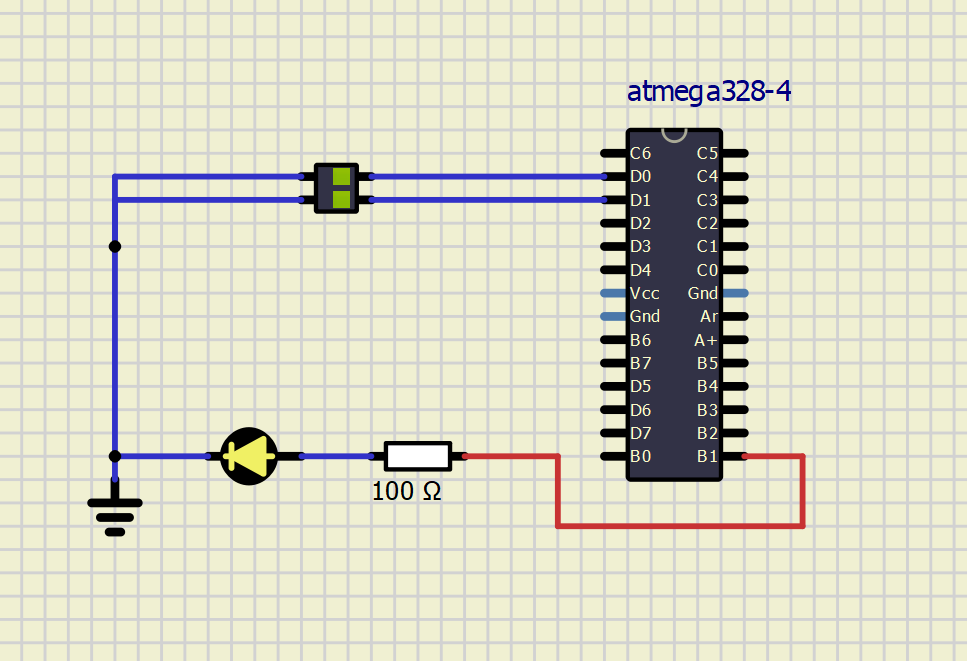 atmega328-4
C6 C5
D0 C4
D1 C3
D2 C2
D3 C1
D4 C0
Vcc Gnd
Gnd Ar
B6 A+
B7 B5
D5 B4
D6 B3
D7 B2
B0 B1
100 Ω